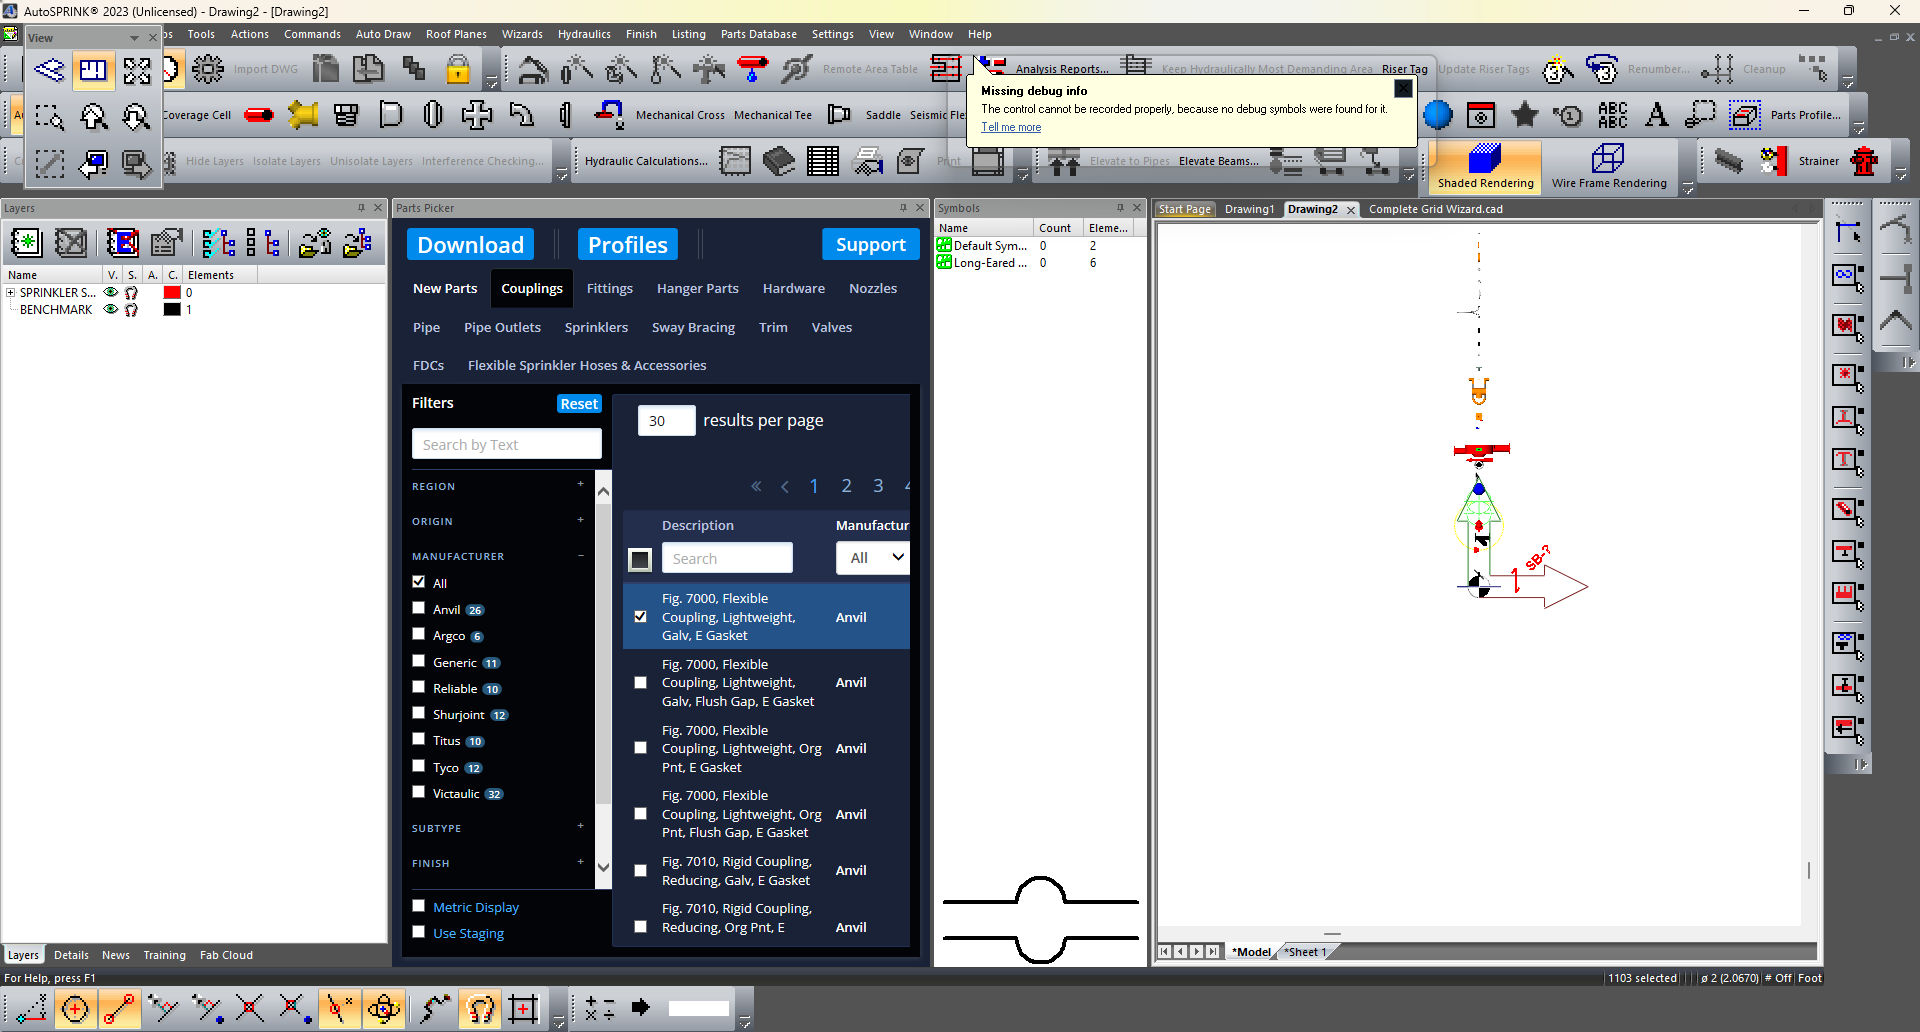 AutoSPRINK® 2023 (Unlicensed) - Drawing2 - [Drawing2]
View
Tools Actions Commands Auto Draw Roof Planes Wizards Hydraulics Finish Listing Parts Database Settings View Window Help
Import DWG
Remote Area Table
Analysis Reports...
Keep Hydraulically Most Demanding Area
Riser Tag
Update Riser Tags
Renumber...
Cleanup
Missing debug info
The control cannot be recorded properly, because no debug symbols were found for it.
Tell me more
Coverage Cell
Mechanical Cross
Mechanical Tee
Saddle
Seismic
ABC
ABC
Parts Profile...
Hide Layers
Isolate Layers
Unisolate Layers
Interference Checking...
Hydraulic Calculations...
Print
Elevate to Pipes
Elevate Beams...
Shaded Rendering
Wire Frame Rendering
Strainer
Layers
Name V. S. A. C. Elements
SPRINKLER S... 0
BENCHMARK 1
Parts Picker
Download
Profiles
Support
New Parts Couplings Fittings Hanger Parts Hardware Nozzles
Pipe Pipe Outlets Sprinklers Sway Bracing Trim Valves
FDCs Flexible Sprinkler Hoses & Accessories
Filters
Reset
Search by Text
REGION +
ORIGIN +
MANUFACTURER −
All
Anvil 26
Argco 6
Generic 11
Reliable 10
Shurjoint 12
Titus 10
Tyco 12
Victaulic 32
SUBTYPE +
FINISH +
Metric Display
Use Staging
30 results per page
« ‹ 1 2 3 4
Description
Manufactur
Search
All
Fig. 7000, Flexible
Coupling, Lightweight,
Galv, E Gasket
Anvil
Fig. 7000, Flexible
Coupling, Lightweight,
Galv, Flush Gap, E Gasket
Anvil
Fig. 7000, Flexible
Coupling, Lightweight, Org
Pnt, E Gasket
Anvil
Fig. 7000, Flexible
Coupling, Lightweight, Org
Pnt, Flush Gap, E Gasket
Anvil
Fig. 7010, Rigid Coupling,
Reducing, Galv, E Gasket
Anvil
Fig. 7010, Rigid Coupling,
Reducing, Org Pnt, E
Anvil
Symbols
Name Count Eleme...
Default Sym... 0 2
Long-Eared ... 0 6
Start Page Drawing1 Drawing2 Complete Grid Wizard.cad
SB-?
*Model *Sheet 1
Layers Details News Training Fab Cloud
For Help, press F1
1103 selected
ø 2 (2.0670) # Off Foot